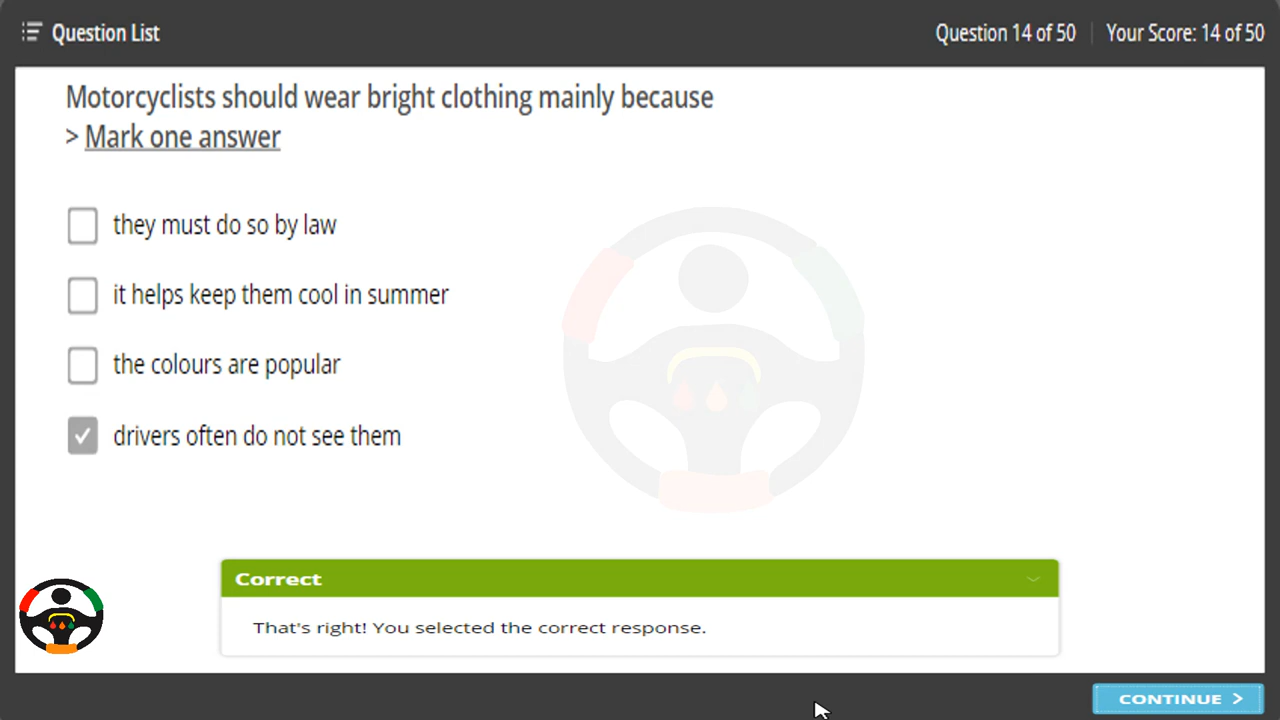 Question List
Question 14 of 50
Your Score: 14 of 50
Motorcyclists should wear bright clothing mainly because
> Mark one answer
they must do so by law
it helps keep them cool in summer
the colours are popular
drivers often do not see them
Correct
That's right! You selected the correct response.
CONTINUE >